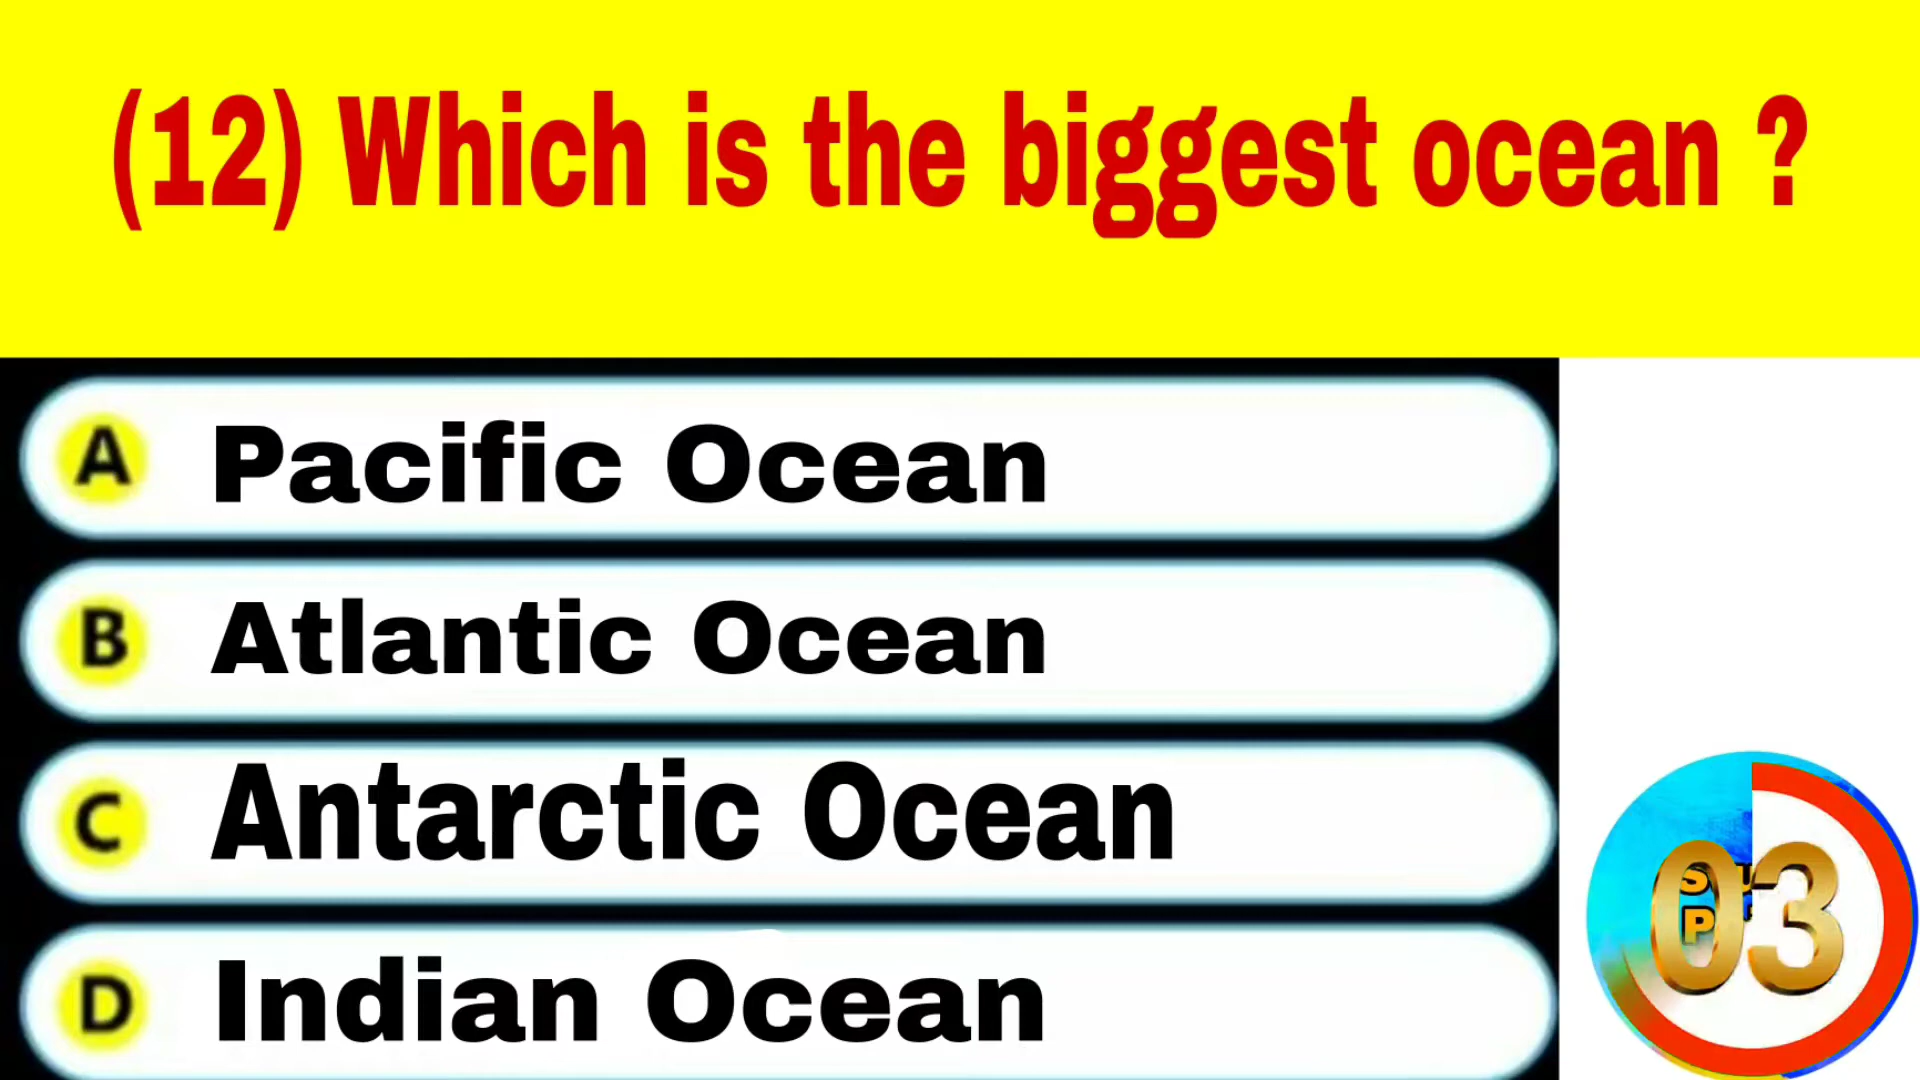 (12) Which is the biggest ocean ?
A Pacific Ocean
B Atlantic Ocean
C Antarctic Ocean
D Indian Ocean
03